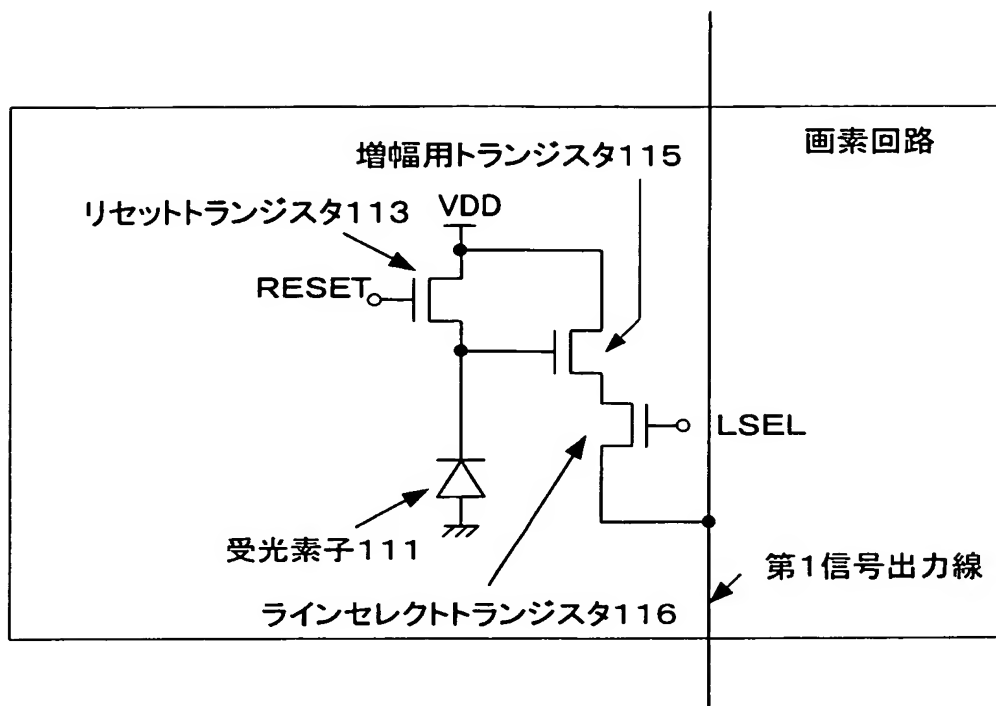 画素回路
増幅用トランジスタ115
リセットトランジスタ113
VDD
RESET
LSEL
受光素子111
第1信号出力線
ラインセレクトトランジスタ116